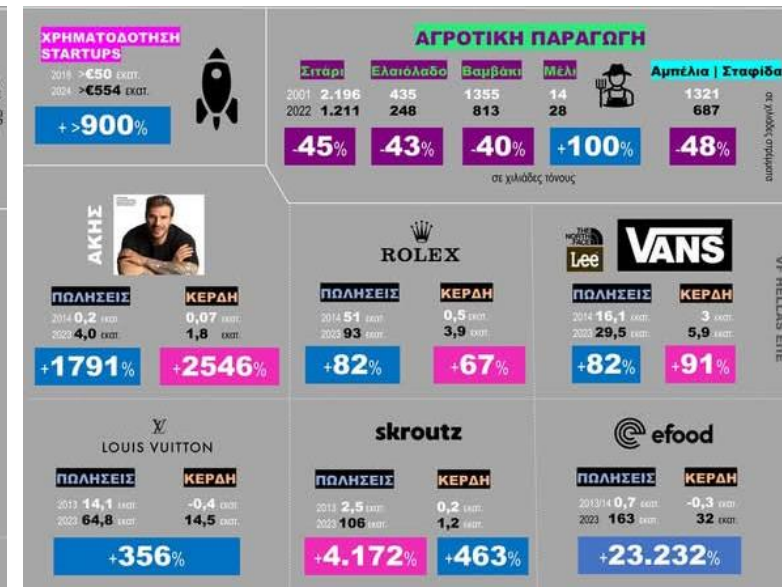 ΧΡΗΜΑΤΟΔΟΤΗΣΗ
STARTUPS
2018 >€50 εκατ.
2024 >€554 εκατ.
+ >900%
ΑΓΡΟΤΙΚΗ ΠΑΡΑΓΩΓΗ
Σιτάρι Ελαιόλαδο Βαμβάκι Μέλι Αμπέλια | Σταφίδα
2001 2.196 435 1355 14 1321
2022 1.211 248 813 28 687
-45% -43% -40% +100% -48%
σε χιλιάδες τόνους
σε χιλιάδες στρέμματα
ΑΚΗΣ
ΠΩΛΗΣΕΙΣ ΚΕΡΔΗ
2014 0,2 εκατ. 0,07 εκατ.
2023 4,0 εκατ. 1,8 εκατ.
+1791% +2546%
ROLEX
ΠΩΛΗΣΕΙΣ ΚΕΡΔΗ
2014 51 εκατ. 0,5 εκατ.
2023 93 εκατ. 3,9 εκατ.
+82% +67%
THE NORTH FACE
Lee
VANS
ΠΩΛΗΣΕΙΣ ΚΕΡΔΗ
2014 16,1 εκατ. 3 εκατ.
2023 29,5 εκατ. 5,9 εκατ.
+82% +91%
VF HELLAS ΕΠΕ
LV
LOUIS VUITTON
ΠΩΛΗΣΕΙΣ ΚΕΡΔΗ
2013 14,1 εκατ. -0,4 εκατ.
2023 64,8 εκατ. 14,5 εκατ.
+356%
skroutz
ΠΩΛΗΣΕΙΣ ΚΕΡΔΗ
2013 2,5 εκατ. 0,2 εκατ.
2023 106 εκατ. 1,2 εκατ.
+4.172% +463%
efood
ΠΩΛΗΣΕΙΣ ΚΕΡΔΗ
2013/14 0,7 εκατ. -0,3 εκατ.
2023 163 εκατ. 32 εκατ.
+23.232%